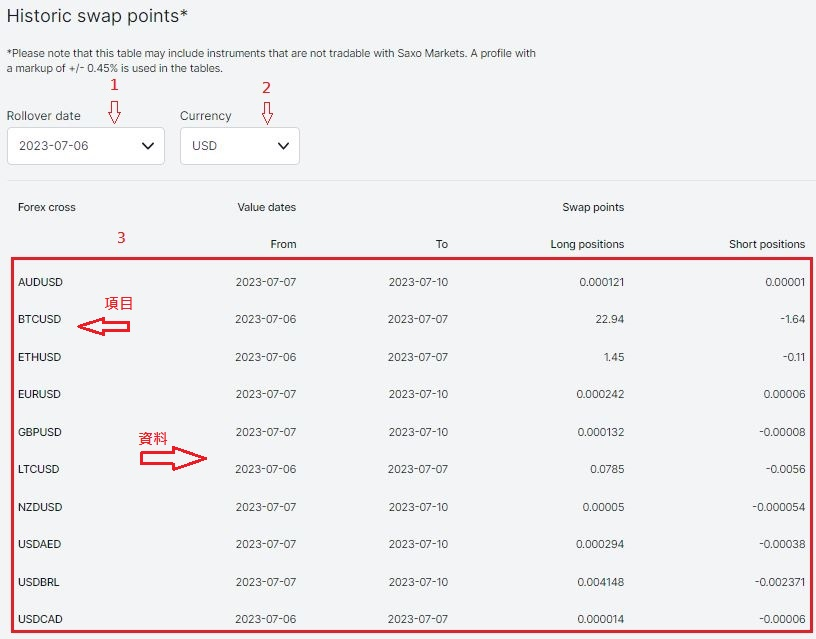 Historic swap points*
*Please note that this table may include instruments that are not tradable with Saxo Markets. A profile with
a markup of +/- 0.45% is used in the tables.
1 2
Rollover date Currency
2023-07-06 USD
Forex cross Value dates Swap points
3
From To Long positions Short positions
AUDUSD 2023-07-07 2023-07-10 0.000121 0.00001
項目
BTCUSD 2023-07-06 2023-07-07 22.94 -1.64
ETHUSD 2023-07-06 2023-07-07 1.45 -0.11
EURUSD 2023-07-07 2023-07-10 0.000242 0.00006
GBPUSD 2023-07-07 2023-07-10 0.000132 -0.00008
資料
LTCUSD 2023-07-06 2023-07-07 0.0785 -0.0056
NZDUSD 2023-07-07 2023-07-10 0.00005 -0.000054
USDAED 2023-07-07 2023-07-10 0.000294 -0.00038
USDBRL 2023-07-07 2023-07-10 0.004148 -0.002371
USDCAD 2023-07-06 2023-07-07 0.000014 -0.00006